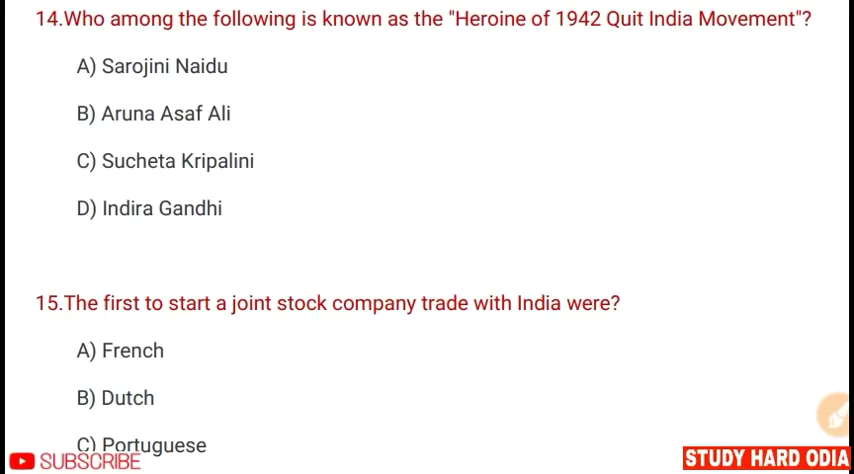 14.Who among the following is known as the "Heroine of 1942 Quit India Movement"?
A) Sarojini Naidu
B) Aruna Asaf Ali
C) Sucheta Kripalini
D) Indira Gandhi
15.The first to start a joint stock company trade with India were?
A) French
B) Dutch
C) Portuguese
SUBSCRIBE
STUDY HARD ODIA